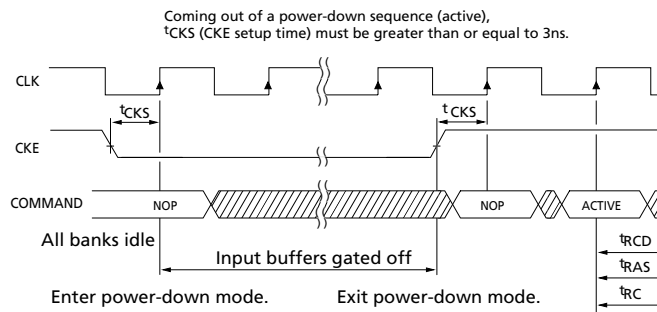 Coming out of a power-down sequence (active),
tCKS (CKE setup time) must be greater than or equal to 3ns.
CLK
tCKS
tCKS
CKE
COMMAND
NOP
NOP
ACTIVE
All banks idle
Input buffers gated off
tRCD
tRAS
Enter power-down mode.
Exit power-down mode.
tRC